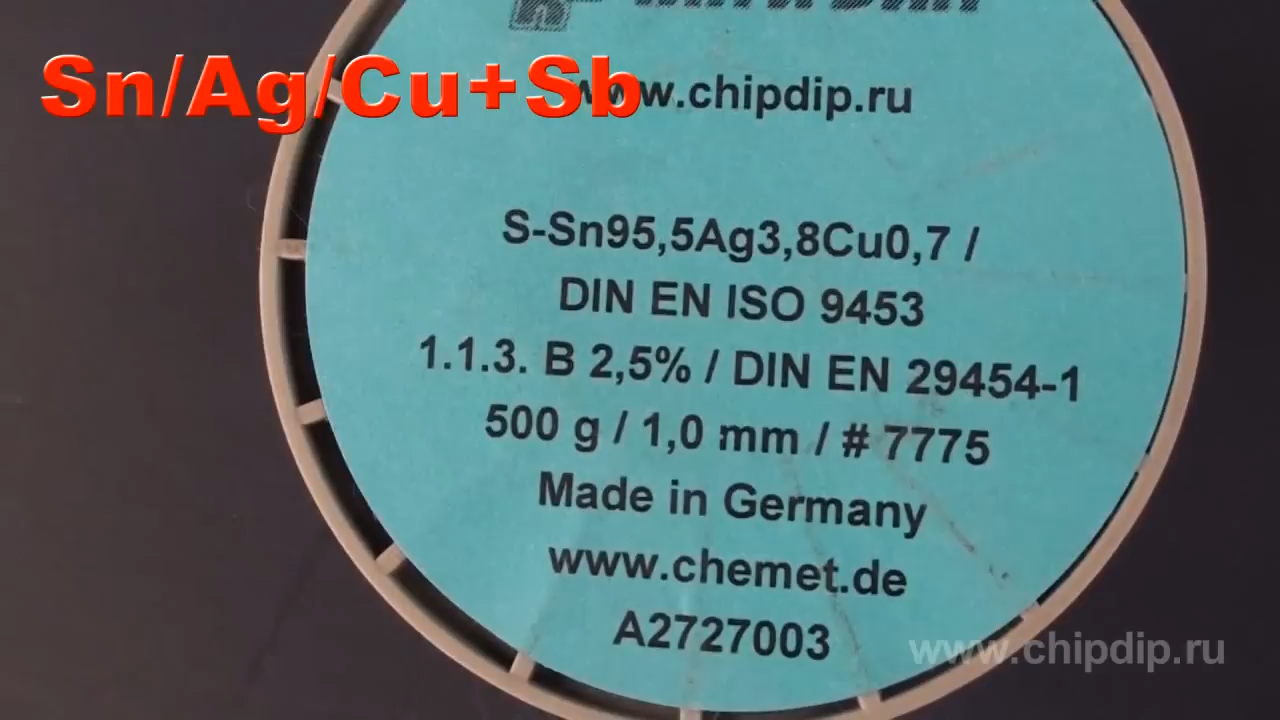 Sn/Ag/Cu+Sb
www.chipdip.ru
S-Sn95,5Ag3,8Cu0,7 /
DIN EN ISO 9453
1.1.3. B 2,5% / DIN EN 29454-1
500 g / 1,0 mm / # 7775
Made in Germany
www.chemet.de
A2727003
www.chipdip.ru